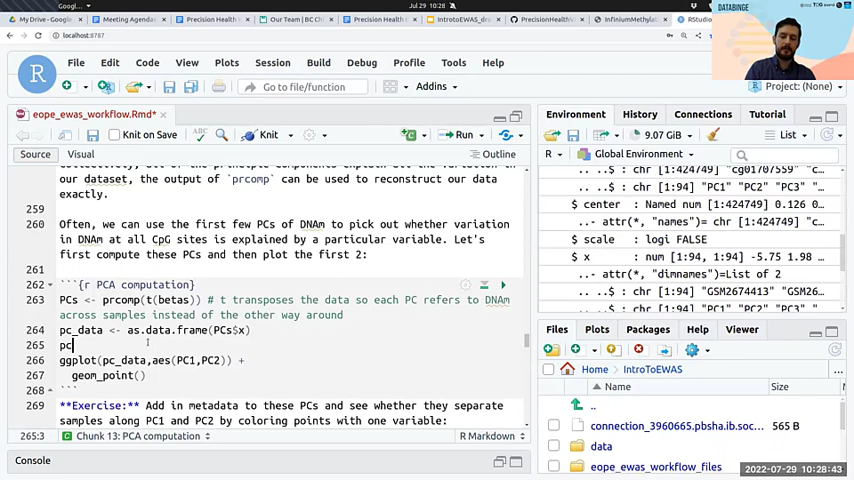 Googl...
Jul 29 10:28
My Drive - Google
Meeting Agendas
Precision Health
Our Team | BC Ch
Precision Health
IntrotoEWAS_de
PrecisionHealthV
InfiniumMethylat
RStudi
DATABINGE
localhost:8787
R
File Edit Code View Plots Session Build Debug Profile Tools Help
Go to file/function
Addins
Project: (None)
eope_ewas_workflow.Rmd*
Knit on Save
ABC
Knit
Run
Source Visual
Outline
our dataset, the output of `prcomp` can be used to reconstruct our data
exactly.
259
260 Often, we can use the first few PCs of DNAm to pick out whether variation
in DNAm at all CpG sites is explained by a particular variable. Let's
first compute these PCs and then plot the first 2:
261
262 ```{r PCA computation}
263 PCs <- prcomp(t(betas)) # t transposes the data so each PC refers to DNAm
across samples instead of the other way around
264 pc_data <- as.data.frame(PCs$x)
265 pc
266 ggplot(pc_data,aes(PC1,PC2)) +
267 geom_point()
268 ```
269 **Exercise:** Add in metadata to these PCs and see whether they separate
samples along PC1 and PC2 by coloring points with one variable:
265:3
Chunk 13: PCA computation
R Markdown
Console
Environment History Connections Tutorial
9.07 GiB
List
R
Global Environment
.. ..$ : chr [1:424749] "cg01707559" "c...
.. ..$ : chr [1:94] "PC1" "PC2" "PC3" ...
$ center : Named num [1:424749] 0.126 0...
..- attr(*, "names")= chr [1:424749] "c...
$ scale : logi FALSE
$ x : num [1:94, 1:94] -5.75 1.98 ...
..- attr(*, "dimnames")=List of 2
.. ..$ : chr [1:94] "GSM2674413" "GSM26...
.. ..$ : chr [1:94] "PC1" "PC2" "PC3" ...
Files Plots Packages Help Viewer
Home IntroToEWAS
Name Size
..
connection_3960665.pbsha.ib.soc... 565 B
data
eope_ewas_workflow_files
2022-07-29 10:28:43